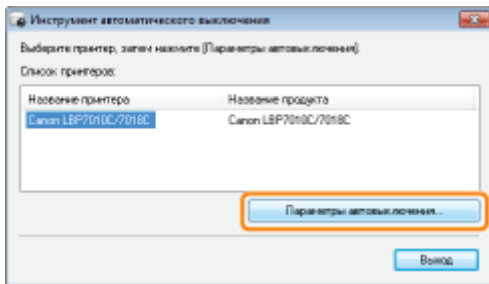 Инструмент автоматического выключения
Выберите принтер, затем нажмите [Параметры автовыключения].
Список принтеров:
Название принтера Название продукта
Canon LBP7010C/7018C Canon LBP7010C/7018C
Параметры автовыключения...
Выход